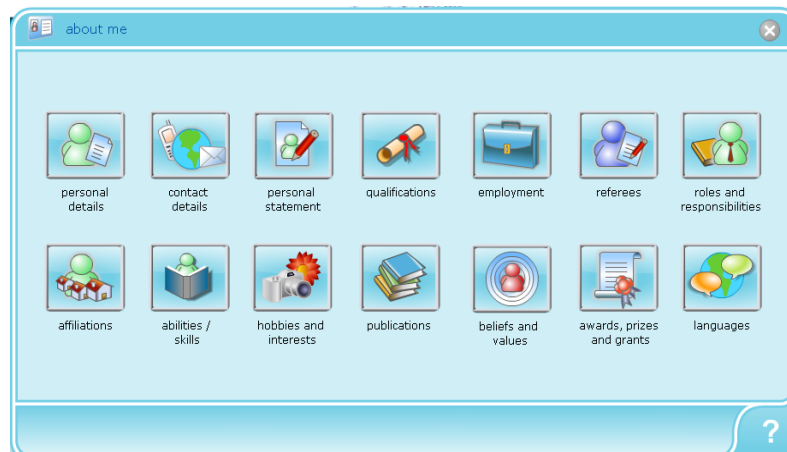 about me
personal details
contact details
personal statement
qualifications
employment
referees
roles and responsibilities
affiliations
abilities / skills
hobbies and interests
publications
beliefs and values
awards, prizes and grants
languages
?